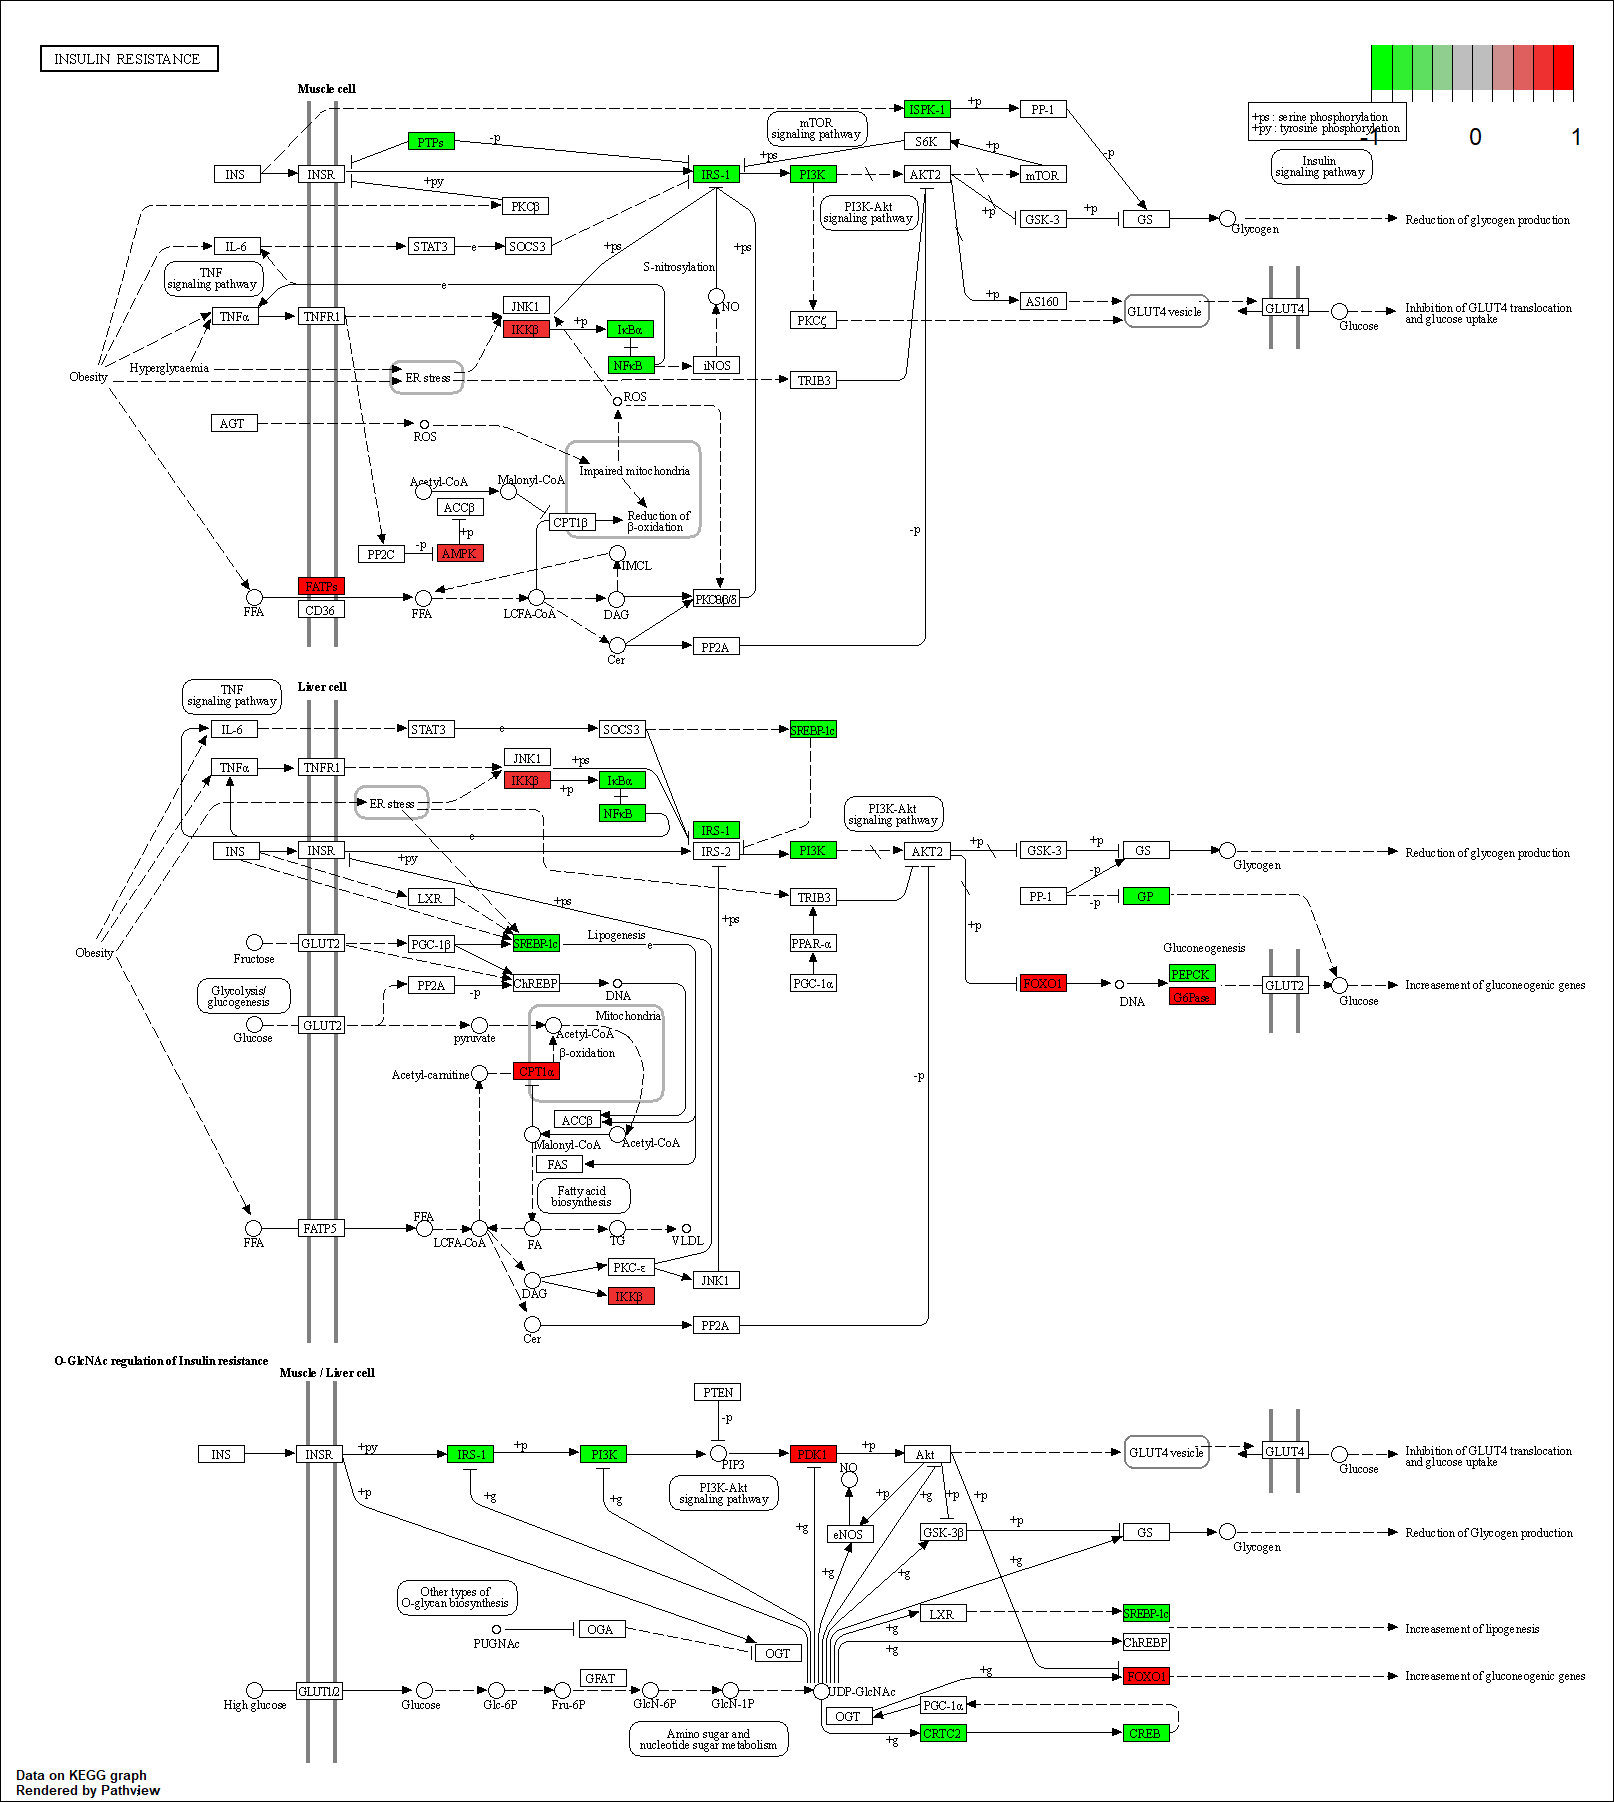 INSULIN RESISTANCE
-1
0
1
+ps : serine phosphorylation
+py : tyrosine phosphorylation
Insulin
signaling pathway
Muscle cell
ISPK-1
+p
PP-1
mTOR
signaling pathway
PTPs
-p
S6K
+ps
+p
-p
INS
INSR
IRS-1
PI3K
AKT2
mTOR
+py
PKCβ
PI3K-Akt
signaling pathway
+p
GSK-3
+p
GS
Glycogen
Reduction of glycogen production
IL-6
STAT3
e
SOCS3
+ps
+ps
TNF
signaling pathway
S-nitrosylation
e
NO
+p
AS160
GLUT4 vesicle
GLUT4
Glucose
Inhibition of GLUT4 translocation
and glucose uptake
TNFα
TNFR1
JNK1
IKKβ
+p
IκBα
PKCζ
NFκB
iNOS
Hyperglycaemia
Obesity
ER stress
TRIB3
ROS
AGT
ROS
Impaired mitochondria
Acetyl-CoA
Malonyl-CoA
ACCβ
CPT1β
Reduction of
β-oxidation
+p
-p
PP2C
-p
AMPK
IMCL
FATPs
CD36
FFA
FFA
LCFA-CoA
DAG
PKCθβ/δ
Cer
PP2A
TNF
signaling pathway
Liver cell
IL-6
STAT3
e
SOCS3
SREBP-1c
TNFα
TNFR1
JNK1
+ps
IKKβ
+p
IκBα
ER stress
NFκB
PI3K-Akt
signaling pathway
IRS-1
e
INS
INSR
+py
IRS-2
PI3K
AKT2
+p
GSK-3
+p
GS
Glycogen
Reduction of glycogen production
LXR
+ps
+ps
TRIB3
+p
PP-1
-p
-p
GP
Obesity
Fructose
GLUT2
PGC-1β
SREBP-1c
Lipogenesis
e
PPAR-α
Gluconeogenesis
Glycolysis/
glucogenesis
PP2A
-p
ChREBP
DNA
PGC-1α
FOXO1
DNA
PEPCK
G6Pase
GLUT2
Glucose
Increasement of gluconeogenic genes
Glucose
GLUT2
pyruvate
Mitochondria
Acetyl-CoA
β-oxidation
Acetyl-carnitine
CPT1α
-p
ACCβ
Malonyl-CoA
Acetyl-CoA
FAS
Fatty acid
biosynthesis
FFA
FATP5
FFA
LCFA-CoA
FA
TG
VLDL
PKC-ε
JNK1
DAG
IKKβ
Cer
PP2A
O-GlcNAc regulation of Insulin resistance
Muscle / Liver cell
PTEN
-p
INS
INSR
+py
IRS-1
+p
PI3K
PIP3
PDK1
+p
Akt
GLUT4 vesicle
GLUT4
Glucose
Inhibition of GLUT4 translocation
and glucose uptake
NO
PI3K-Akt
signaling pathway
+p
+g
+g
+p
+g
+p
+p
+g
eNOS
GSK-3β
+p
GS
Glycogen
Reduction of Glycogen production
+g
+g
+g
Other types of
O-glycan biosynthesis
LXR
SREBP-1c
PUGNAc
OGA
+g
Increasement of lipogenesis
OGT
+g
ChREBP
GFAT
+g
FOXO1
Increasement of gluconeogenic genes
High glucose
GLUT1/2
Glucose
Glc-6P
Fru-6P
GlcN-6P
GlcN-1P
UDP-GlcNAc
OGT
PGC-1α
Amino sugar and
nucleotide sugar metabolism
+g
CRTC2
CREB
Data on KEGG graph
Rendered by Pathview